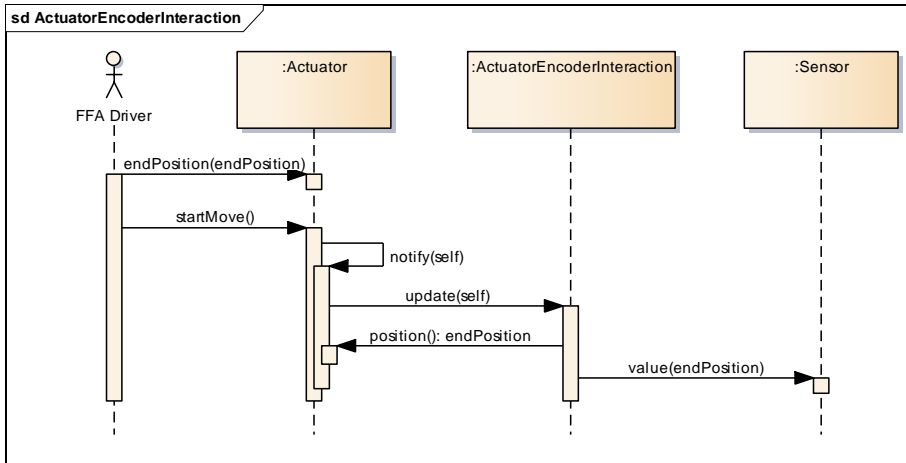 sd ActuatorEncoderInteraction
:Actuator
:ActuatorEncoderInteraction
:Sensor
FFA Driver
endPosition(endPosition)
startMove()
notify(self)
update(self)
position(): endPosition
value(endPosition)